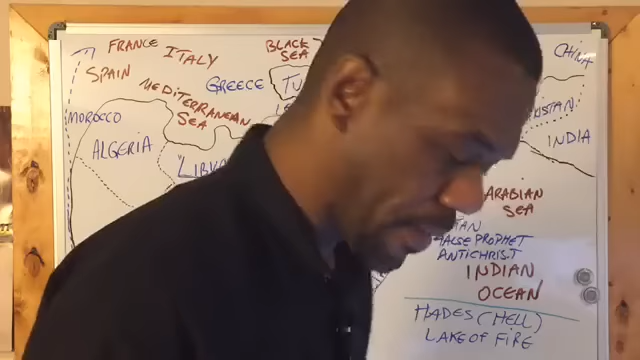 FRANCE
ITALY
BLACK
SEA
CHINA
SPAIN
GREECE
MEDITERRANEAN
SEA
MOROCCO
ALGERIA
INDIA
ARABIAN
SEA
FALSE PROPHET
ANTICHRIST
INDIAN
OCEAN
HADES (HELL)
LAKE OF FIRE